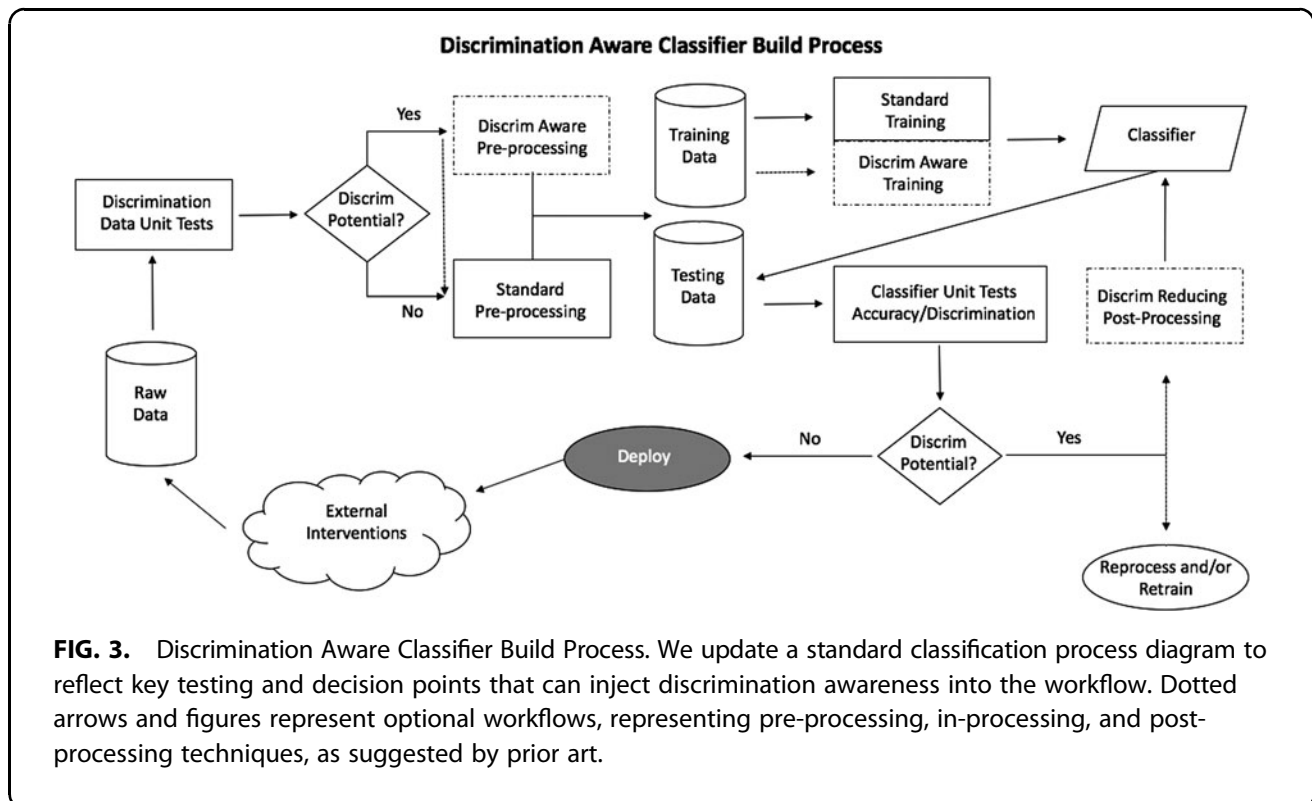 Discrimination Aware Classifier Build Process
Yes
Discrim Aware
Pre-processing
Training
Data
Standard
Training
Discrim Aware
Training
Classifier
Discrimination
Data Unit Tests
Discrim
Potential?
No
Standard
Pre-processing
Testing
Data
Classifier Unit Tests
Accuracy/Discrimination
Discrim Reducing
Post-Processing
Raw
Data
No
Deploy
Discrim
Potential?
Yes
External
Interventions
Reprocess and/or
Retrain
FIG. 3. Discrimination Aware Classifier Build Process. We update a standard classification process diagram to
reflect key testing and decision points that can inject discrimination awareness into the workflow. Dotted
arrows and figures represent optional workflows, representing pre-processing, in-processing, and post-
processing techniques, as suggested by prior art.